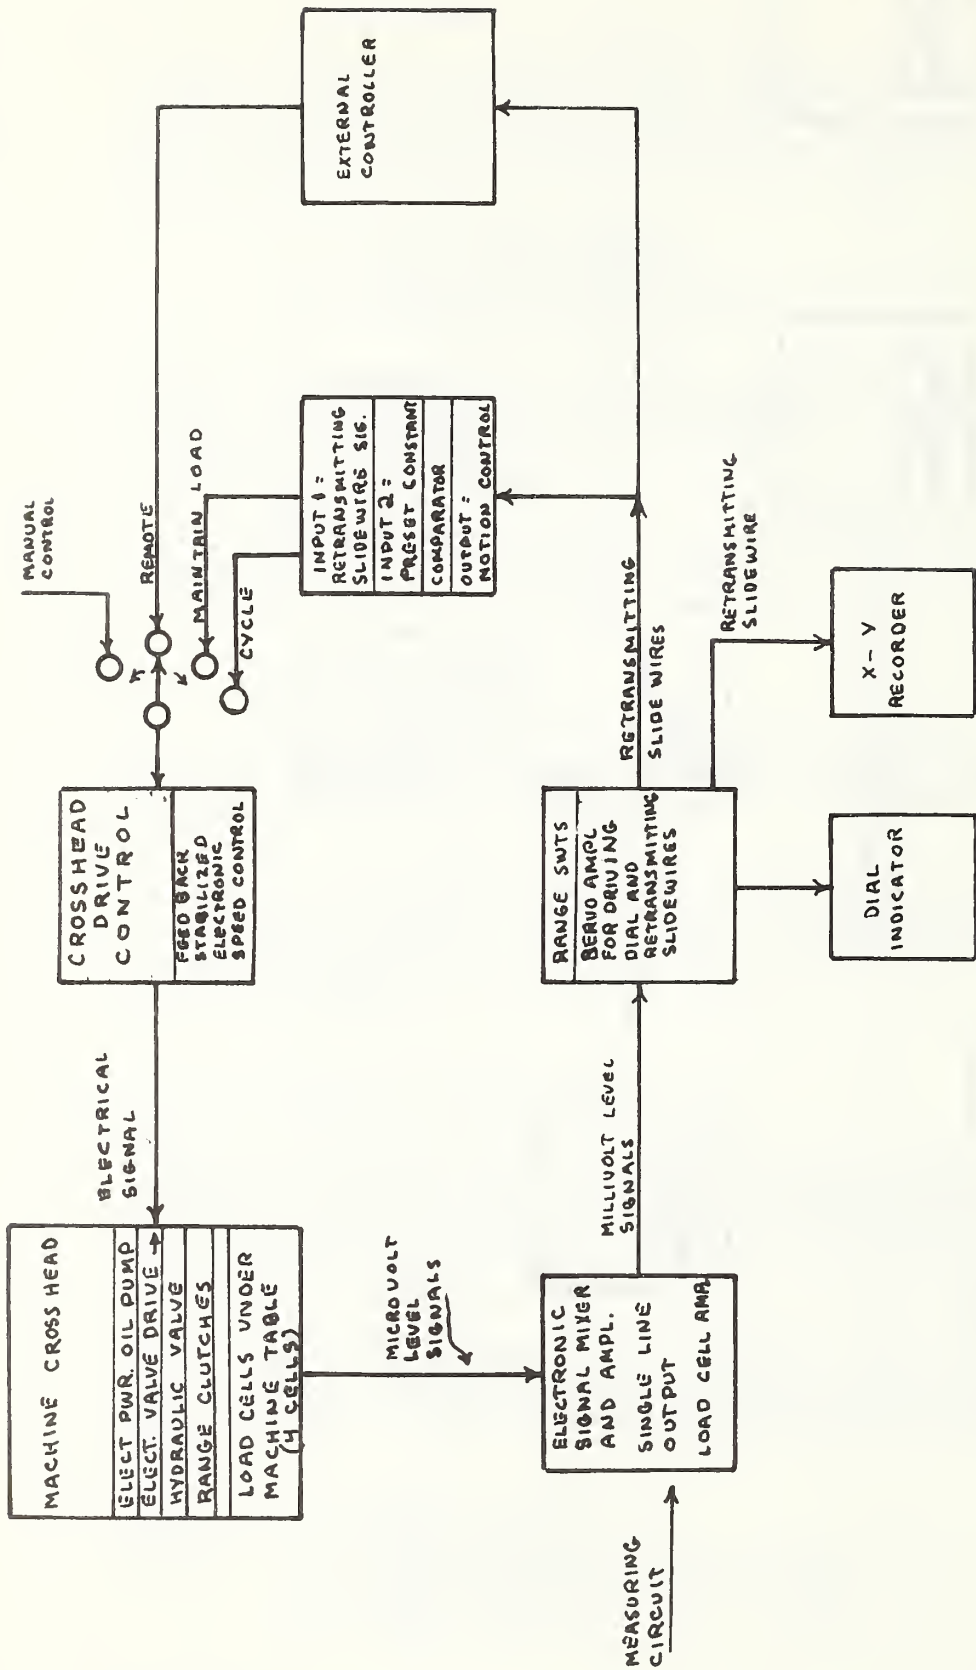 MACHINE CROSS HEAD
ELECT PWR. OIL PUMP
ELECT. VALVE DRIVE →
HYDRAULIC VALVE
RANGE CLUTCHES
LOAD CELLS UNDER
MACHINE TABLE
(4 CELLS)
ELECTRICAL
SIGNAL
CROSSHEAD
DRIVE
CONTROL
FEED BACK
STABILIZED
ELECTRONIC
SPEED CONTROL
MANUAL
CONTROL
REMOTE
MAINTAIN LOAD
CYCLE
INPUT 1 =
RETRANSMITTING
SLIDEWIRE SIG.
INPUT 2 =
PRESET CONSTANT
COMPARATOR
OUTPUT =
MOTION CONTROL
EXTERNAL
CONTROLLER
MICROVOLT
LEVEL
SIGNALS
MEASURING
CIRCUIT
ELECTRONIC
SIGNAL MIXER
AND AMPL.
SINGLE LINE
OUTPUT
LOAD CELL AMP.
MILLIVOLT LEVEL
SIGNALS
RANGE SWTS
SERVO AMPL
FOR DRIVING
DIAL AND
RETRANSMITTING
SLIDEWIRES
RETRANSMITTING
SLIDE WIRES
RETRANSMITTING
SLIDEWIRE
DIAL
INDICATOR
X-Y
RECORDER